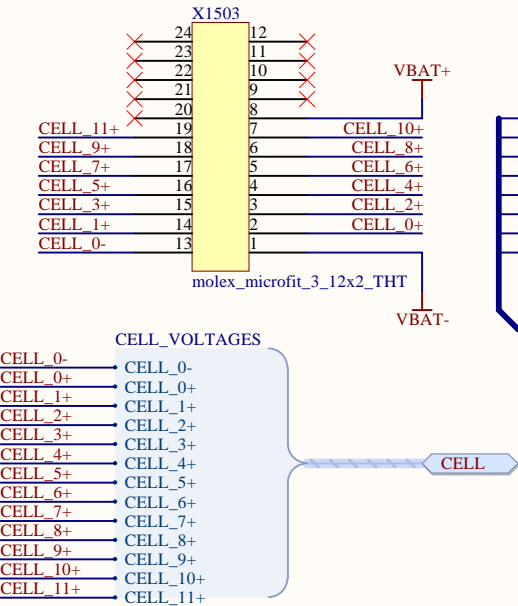 X1503
24 12
23 11
22 10
21 9
VBAT+
20 8
CELL_11+ 19 7 CELL_10+
CELL_9+ 18 6 CELL_8+
CELL_7+ 17 5 CELL_6+
CELL_5+ 16 4 CELL_4+
CELL_3+ 15 3 CELL_2+
CELL_1+ 14 2 CELL_0+
CELL_0- 13 1
molex_microfit_3_12x2_THT
VBAT-
CELL_VOLTAGES
CELL_0- CELL_0-
CELL_0+ CELL_0+
CELL_1+ CELL_1+
CELL_2+ CELL_2+
CELL_3+ CELL_3+
CELL_4+ CELL_4+
CELL
CELL_5+ CELL_5+
CELL_6+ CELL_6+
CELL_7+ CELL_7+
CELL_8+ CELL_8+
CELL_9+ CELL_9+
CELL_10+ CELL_10+
CELL_11+ CELL_11+